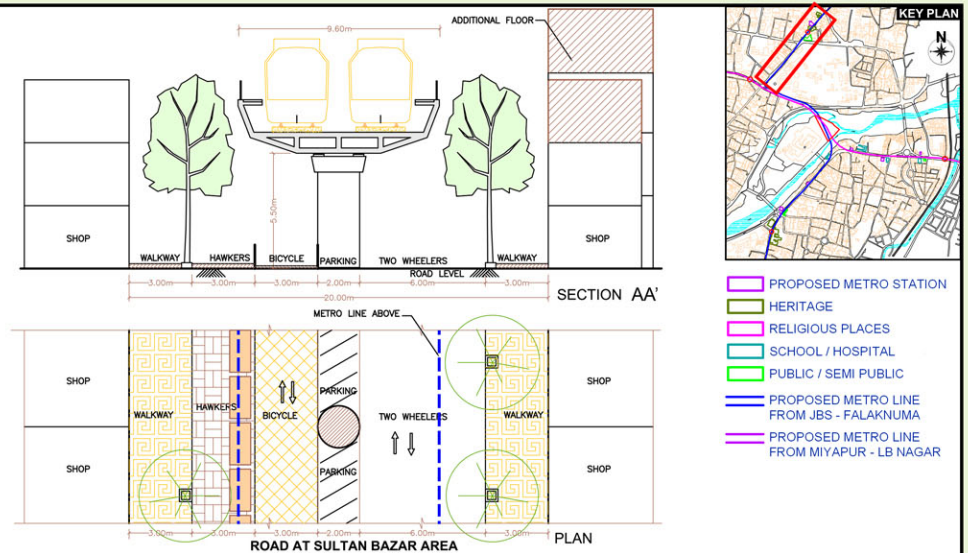 ADDITIONAL FLOOR
9.60m
5.50m
SHOP
SHOP
WALKWAY
HAWKERS
BICYCLE
PARKING
TWO WHEELERS
WALKWAY
ROAD LEVEL
3.00m
3.00m
3.00m
2.00m
6.00m
3.00m
20.00m
SECTION AA'
METRO LINE ABOVE
SHOP
SHOP
WALKWAY
HAWKERS
BICYCLE
PARKING
TWO WHEELERS
WALKWAY
PARKING
SHOP
SHOP
3.00m
3.00m
3.00m
2.00m
6.00m
3.00m
PLAN
ROAD AT SULTAN BAZAR AREA
KEY PLAN
N
PROPOSED METRO STATION
HERITAGE
RELIGIOUS PLACES
SCHOOL / HOSPITAL
PUBLIC / SEMI PUBLIC
PROPOSED METRO LINE
FROM JBS - FALAKNUMA
PROPOSED METRO LINE
FROM MIYAPUR - LB NAGAR